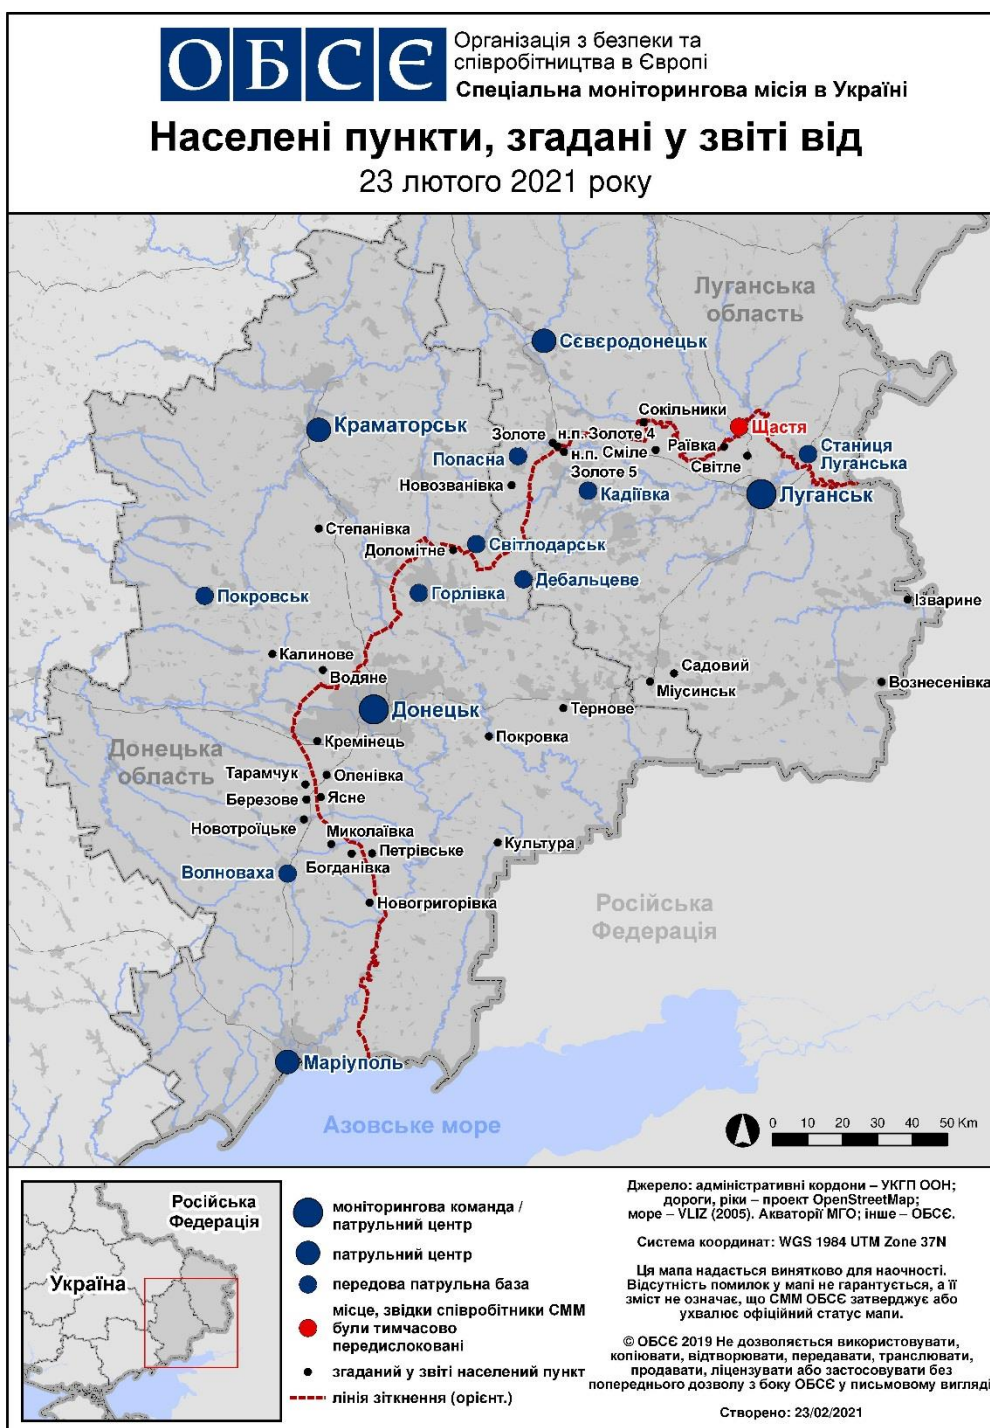 ОБСЄ
Організація з безпеки та
співробітництва в Європі
Спеціальна моніторингова місія в Україні
Населені пункти, згадані у звіті від
23 лютого 2021 року
Луганська
область
Сєвєродонецьк
Краматорськ
Сокільники
Щастя
Золоте
н.п. Золоте 4
Раївка
Станиця
Луганська
Попасна
н.п.
Золоте 5
Сміле
Світле
Новозванівка
Кадіївка
Луганськ
Степанівка
Доломітне
Світлодарськ
Дебальцеве
Горлівка
Покровськ
Ізварине
Калинове
Водяне
Садовий
Міусинськ
Вознесенівка
Донецьк
Тернове
Покровка
Донецька
область
Кремінець
Тарамчук
Оленівка
Березове
Ясне
Новотроїцьке
Миколаївка
Петрівське
Богданівка
Культура
Волноваха
Новогригорівка
Російська
Федерація
Маріуполь
Азовське море
0 10 20 30 40 50 Km
Російська
Федерація
Україна
моніторингова команда /
патрульний центр
патрульний центр
передова патрульна база
місце, звідки співробітники СММ
були тимчасово
передислоковані
згаданий у звіті населений пункт
лінія зіткнення (орієнт.)
Джерело: адміністративні кордони – УКГП ООН;
дороги, ріки – проект OpenStreetMap;
море – VLIZ (2005). Акваторії МГО; інше – ОБСЄ.
Система координат: WGS 1984 UTM Zone 37N
Ця мапа надається винятково для наочності.
Відсутність помилок у мапі не гарантується, а її
зміст не означає, що СММ ОБСЄ затверджує або
ухвалює офіційний статус мапи.
© ОБСЄ 2019 Не дозволяється використовувати,
копіювати, відтворювати, передавати, транслювати,
продавати, ліцензувати або застосовувати без
попереднього дозволу з боку ОБСЄ у письмовому вигляді
Створено: 23/02/2021